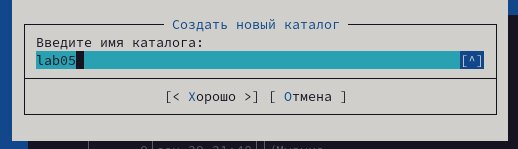 Создать новый каталог
Введите имя каталога:
lab05 [^]
[< Хорошо >] [ Отмена ]